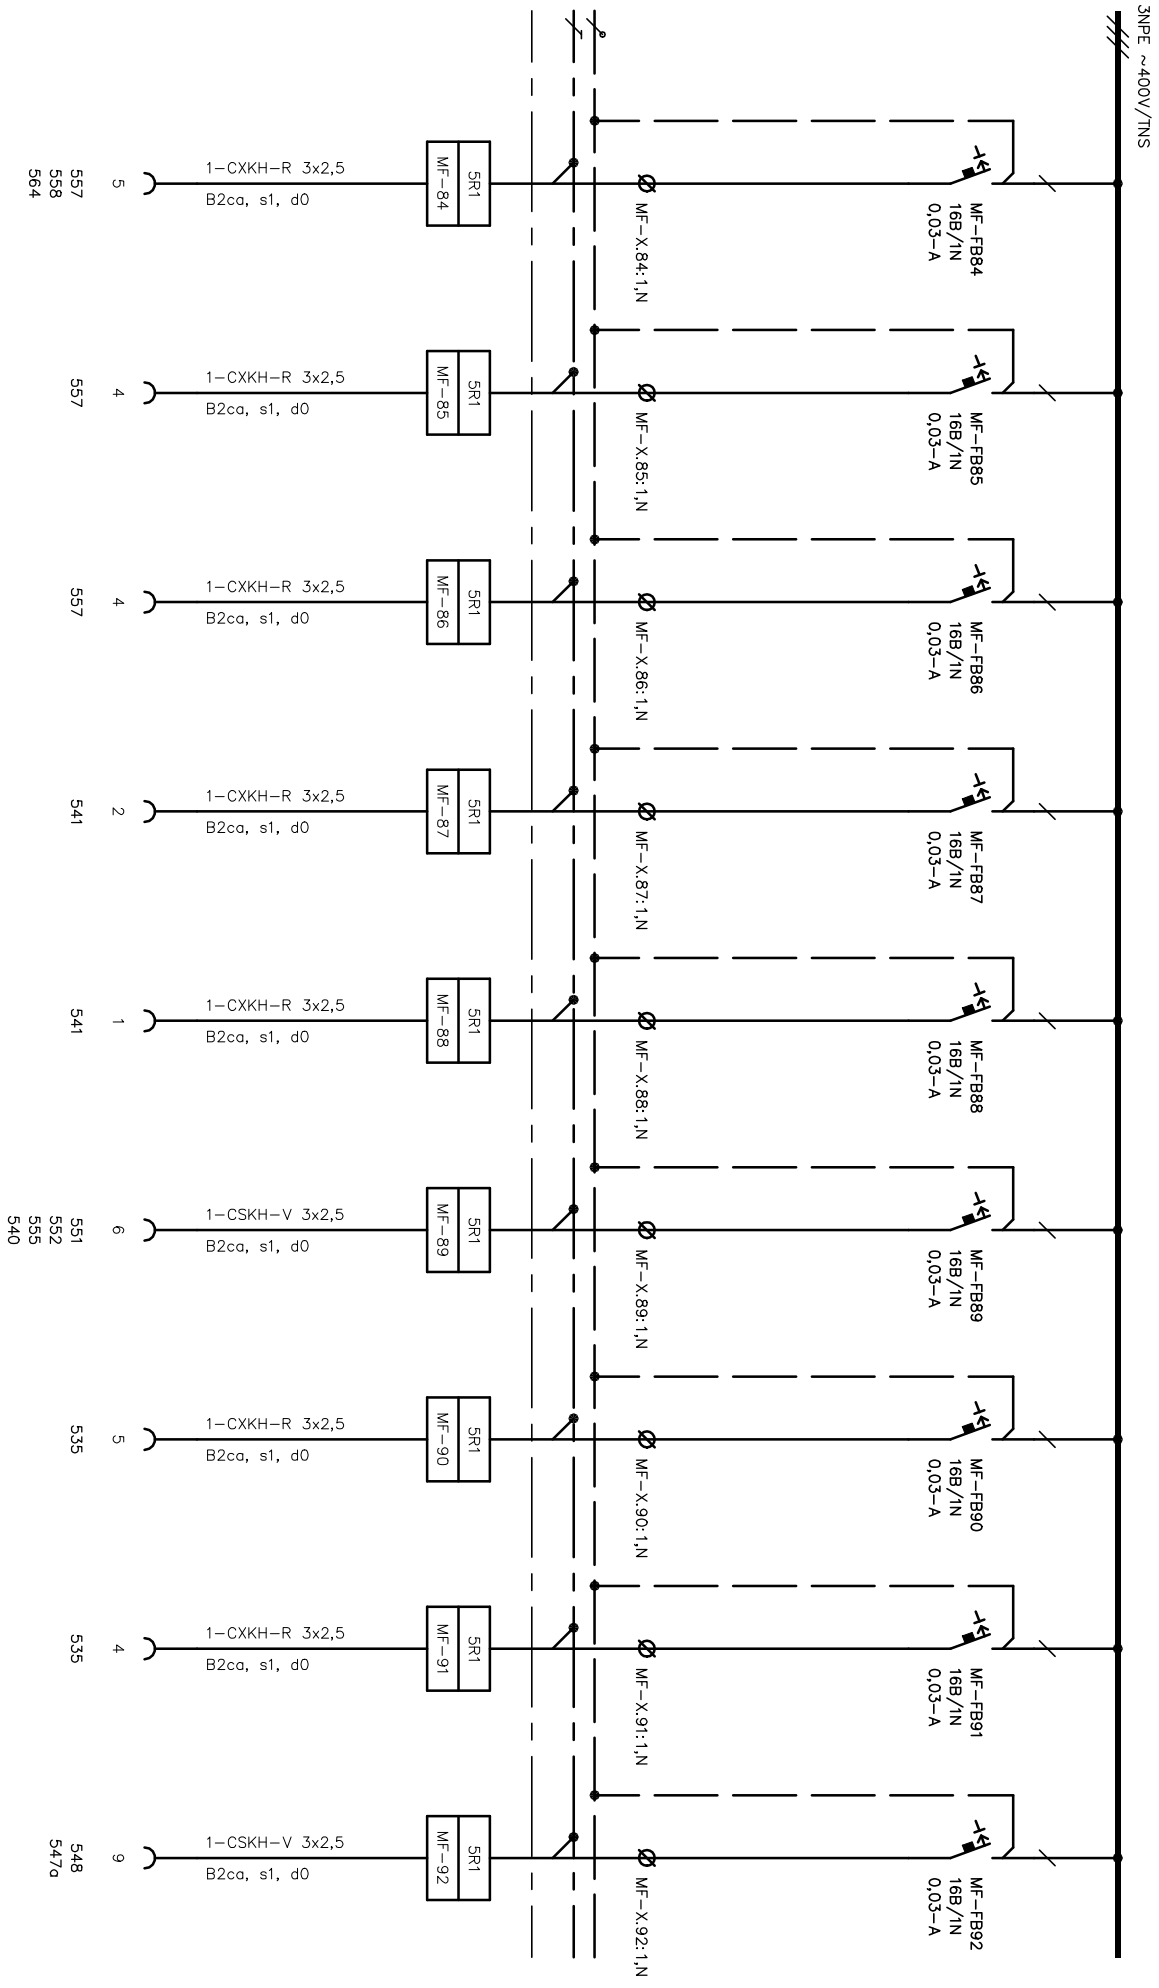 3NPE ~400V/TNS
MF-FB84
16B/1N
0,03-A
MF-X.84:1,N
5R1
MF-84
1-CXKH-R 3x2,5
B2ca, s1, d0
5
557
558
564
MF-FB85
16B/1N
0,03-A
MF-X.85:1,N
5R1
MF-85
1-CXKH-R 3x2,5
B2ca, s1, d0
4
557
MF-FB86
16B/1N
0,03-A
MF-X.86:1,N
5R1
MF-86
1-CXKH-R 3x2,5
B2ca, s1, d0
4
557
MF-FB87
16B/1N
0,03-A
MF-X.87:1,N
5R1
MF-87
1-CXKH-R 3x2,5
B2ca, s1, d0
2
541
MF-FB88
16B/1N
0,03-A
MF-X.88:1,N
5R1
MF-88
1-CXKH-R 3x2,5
B2ca, s1, d0
1
541
MF-FB89
16B/1N
0,03-A
MF-X.89:1,N
5R1
MF-89
1-CSKH-V 3x2,5
B2ca, s1, d0
6
551
552
555
540
MF-FB90
16B/1N
0,03-A
MF-X.90:1,N
5R1
MF-90
1-CXKH-R 3x2,5
B2ca, s1, d0
5
535
MF-FB91
16B/1N
0,03-A
MF-X.91:1,N
5R1
MF-91
1-CXKH-R 3x2,5
B2ca, s1, d0
4
535
MF-FB92
16B/1N
0,03-A
MF-X.92:1,N
5R1
MF-92
1-CSKH-V 3x2,5
B2ca, s1, d0
9
548
547a